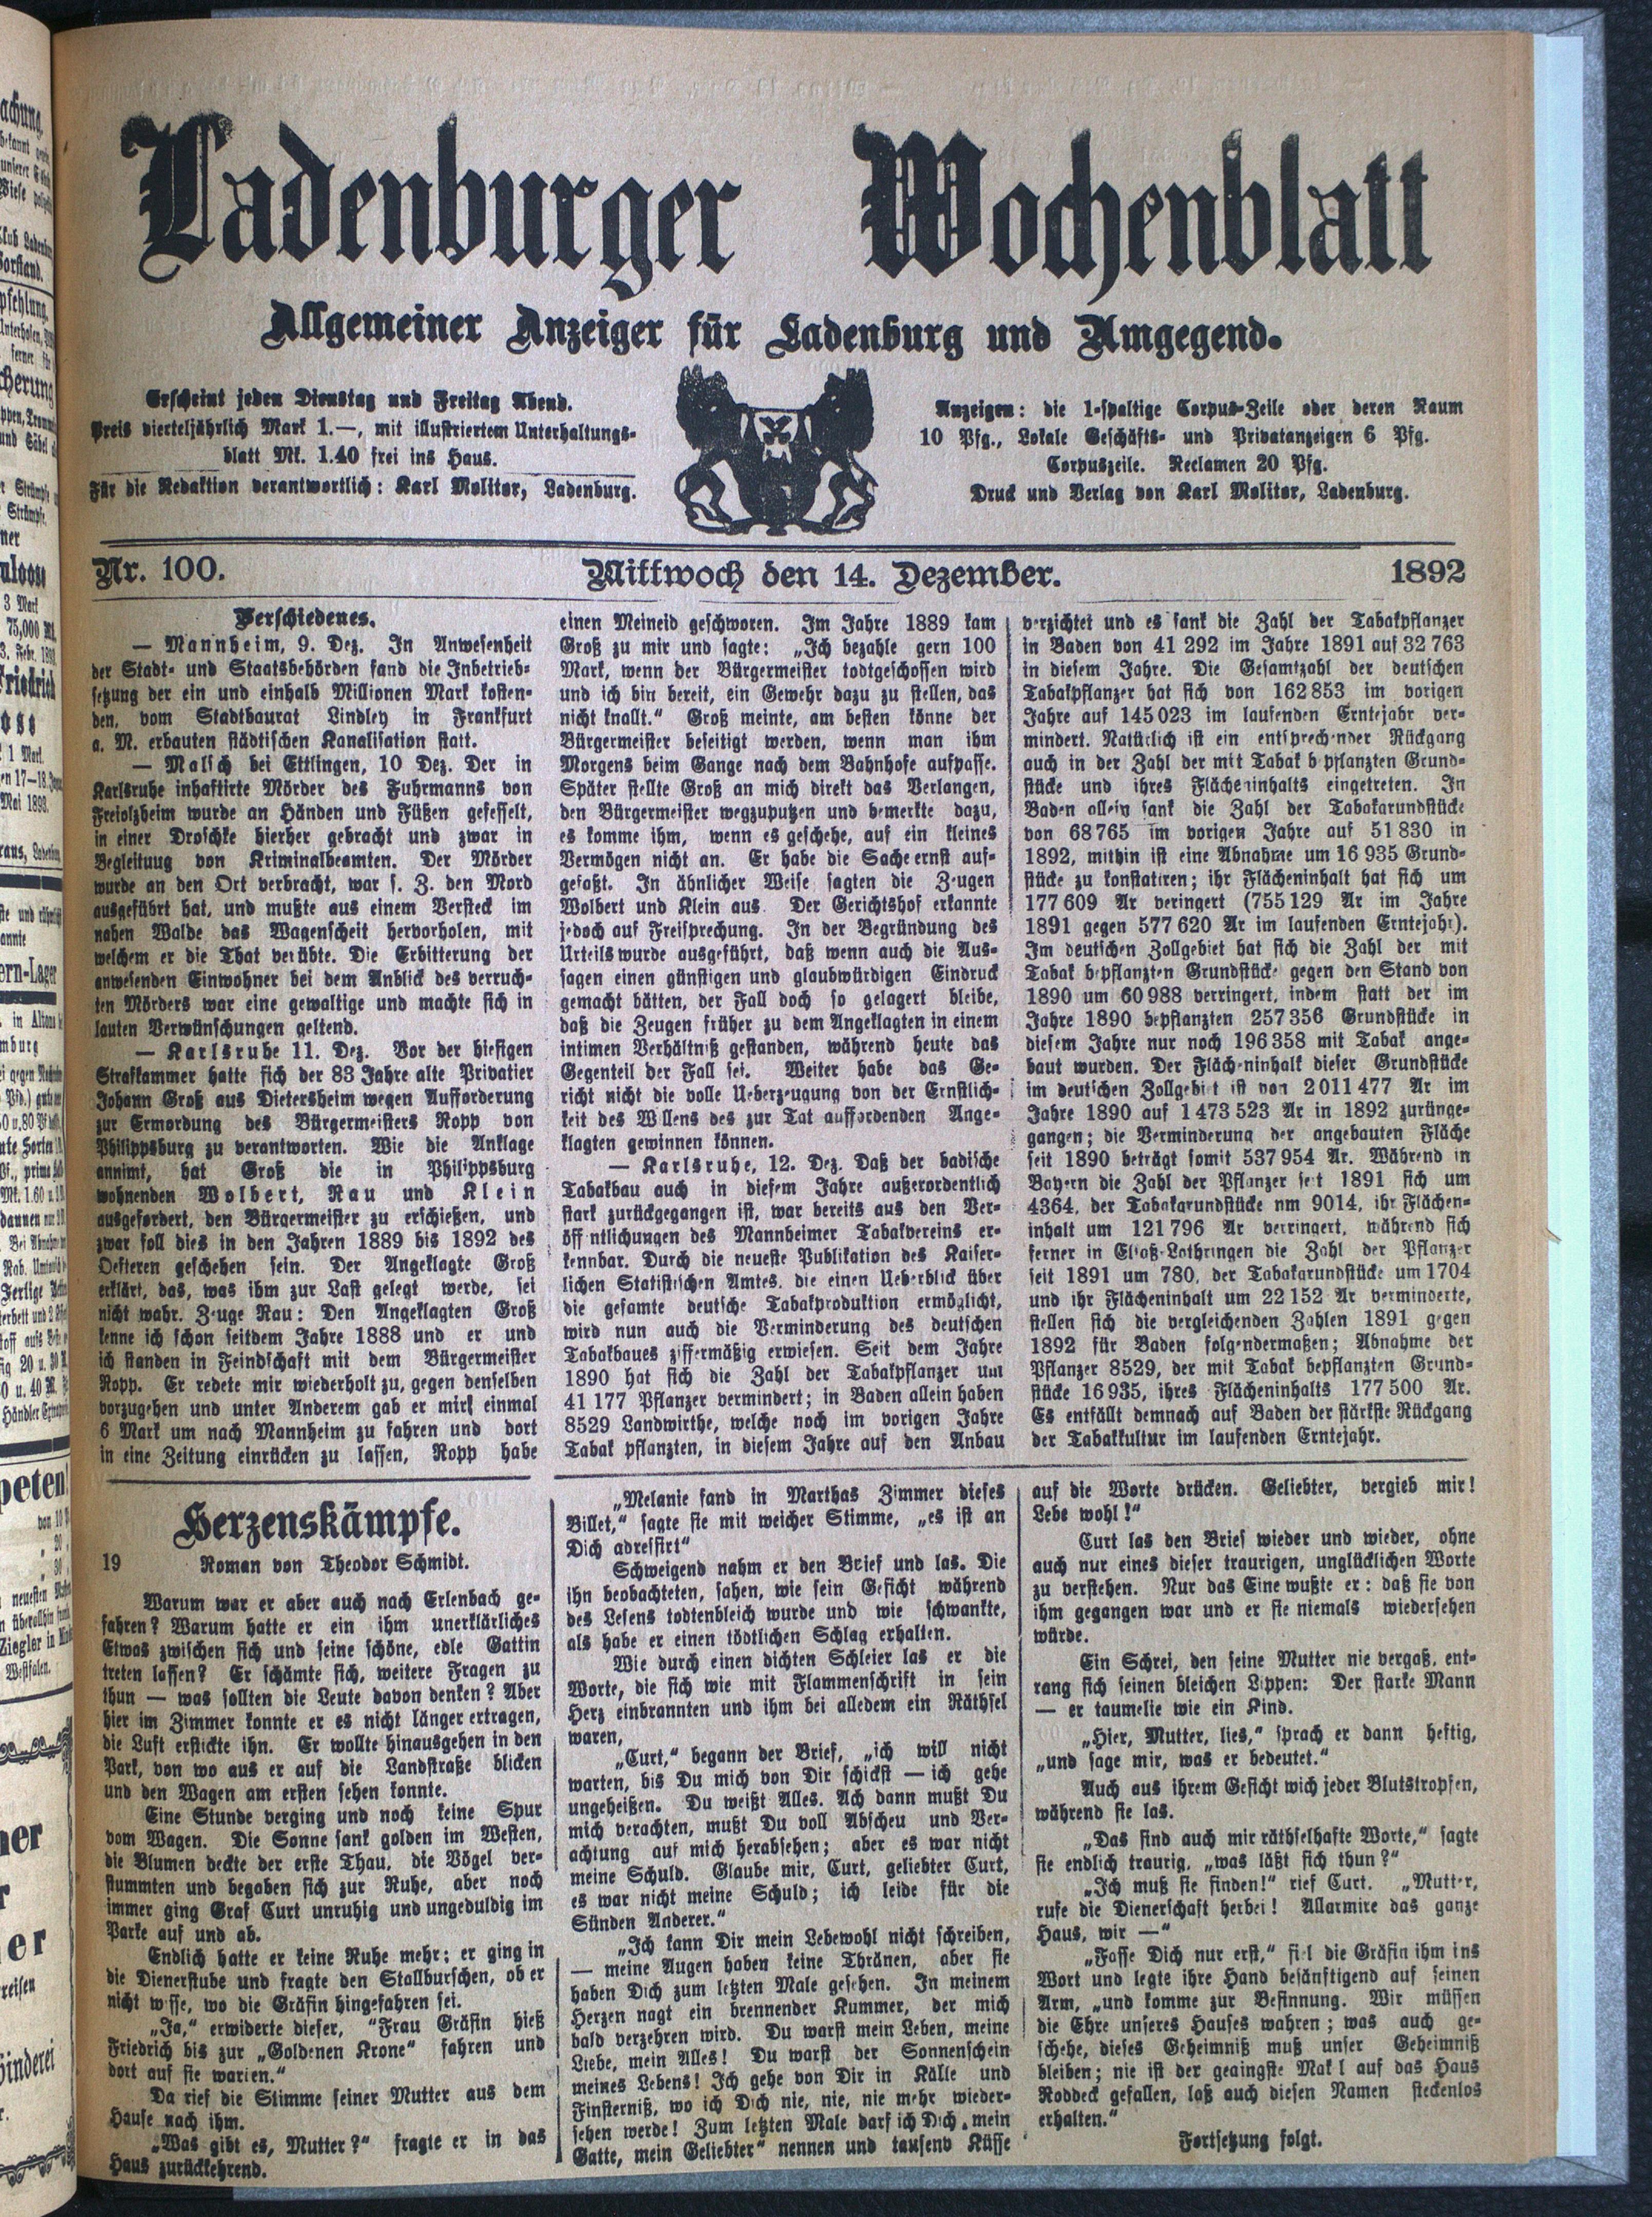 Ladenburger Wochenblatt
Allgemeiner Anzeiger für Ladenburg und Umgegend.
Erscheint jeden Dienstag und Freitag Abend.
Preis vierteljährlich Mark 1.—, mit illustriertem Unterhaltungs-
blatt Mk. 1.40 frei ins Haus.
Für die Redaktion verantwortlich: Karl Molitor, Ladenburg.
Anzeigen: die 1-spaltige Corpus-Zeile oder deren Raum
10 Pfg., Lokale Geschäfts- und Privatanzeigen 6 Pfg.
Corpuszeile. Reclamen 20 Pfg.
Druck und Verlag von Karl Molitor, Ladenburg.
Nr. 100.
Mittwoch den 14. Dezember.
1892
Verschiedenes.
— Mannheim, 9. Dez. In Anwesenheit
der Stadt- und Staatsbehörden fand die Inbetrieb-
setzung der ein und einhalb Millionen Mark kosten-
den, vom Stadtbaurat Lindley in Frankfurt
a. M. erbauten städtischen Kanalisation statt.
— Malsch bei Ettlingen, 10 Dez. Der in
Karlsruhe inhaftirte Mörder des Fuhrmanns von
Freiolzheim wurde an Händen und Füßen gefesselt,
in einer Droschke hierher gebracht und zwar in
Begleituug von Kriminalbeamten. Der Mörder
wurde an den Ort verbracht, war s. Z. den Mord
ausgeführt hat, und mußte aus einem Versteck im
nahen Walde das Wagenscheit hervorholen, mit
welchem er die That verübte. Die Erbitterung der
anwesenden Einwohner bei dem Anblick des verruch-
ten Mörders war eine gewaltige und machte sich in
lauten Verwünschungen geltend.
— Karlsruhe 11. Dez. Vor der hiesigen
Strafkammer hatte sich der 83 Jahre alte Privatier
Johann Groß aus Dietersheim wegen Aufforderung
zur Ermordung des Bürgermeisters Ropp von
Philippsburg zu verantworten. Wie die Anklage
annimt, hat Groß die in Philippsburg
wohnenden Wolbert, Rau und Klein
ausgefordert, den Bürgermeister zu erschießen, und
zwar soll dies in den Jahren 1889 bis 1892 des
Oefteren geschehen sein. Der Angeklagte Groß
erklärt, das, was ihm zur Last gelegt werde, sei
nicht wahr. Zeuge Rau: Den Angeklagten Groß
kenne ich schon seitdem Jahre 1888 und er und
ich standen in Feindschaft mit dem Bürgermeister
Ropp. Er redete mir wiederholt zu, gegen denselben
vorzugehen und unter Anderem gab er mir einmal
6 Mark um nach Mannheim zu fahren und dort
in eine Zeitung einrücken zu lassen, Ropp habe
einen Meineid geschworen. Im Jahre 1889 kam
Groß zu mir und sagte: „Ich bezahle gern 100
Mark, wenn der Bürgermeister todtgeschossen wird
und ich bin bereit, ein Gewehr dazu zu stellen, das
nicht knallt.“ Groß meinte, am besten könne der
Bürgermeister beseitigt werden, wenn man ihm
Morgens beim Gange nach dem Bahnhofe aufpasse.
Später stellte Groß an mich direkt das Verlangen,
den Bürgermeister wegzuputzen und bemerkte dazu,
es komme ihm, wenn es geschehe, auf ein kleines
Vermögen nicht an. Er habe die Sache ernst auf-
gefaßt. In ähnlicher Weise sagten die Zeugen
Wolbert und Klein aus. Der Gerichtshof erkannte
jedoch auf Freisprechung. In der Begründung des
Urteils wurde ausgeführt, daß wenn auch die Aus-
sagen einen günstigen und glaubwürdigen Eindruck
gemacht hätten, der Fall doch so gelagert bleibe,
daß die Zeugen früher zu dem Angeklagten in einem
intimen Verhältniß gestanden, während heute das
Gegenteil der Fall sei. Weiter habe das Ge-
richt nicht die volle Ueberzeugung von der Ernstlich-
keit des Willens des zur Tat auffordenden Ange-
klagten gewinnen können.
— Karlsruhe, 12. Dez. Daß der badische
Tabakbau auch in diesem Jahre außerordentlich
stark zurückgegangen ist, war bereits aus den Ver-
öffentlichungen des Mannheimer Tabakvereins er-
kennbar. Durch die neueste Publikation des Kaiser-
lichen Statistischen Amtes, die einen Ueberblick über
die gesamte deutsche Tabakproduktion ermöglicht,
wird nun auch die Verminderung des deutschen
Tabakbaues ziffermäßig erwiesen. Seit dem Jahre
1890 hat sich die Zahl der Tabakpflanzer um
41 177 Pflanzer vermindert; in Baden allein haben
8529 Landwirthe, welche noch im vorigen Jahre
Tabak pflanzten, in diesem Jahre auf den Anbau
verzichtet und es sank die Zahl der Tabakpflanzer
in Baden von 41 292 im Jahre 1891 auf 32 763
in diesem Jahre. Die Gesamtzahl der deutschen
Tabakpflanzer hat sich von 162 853 im vorigen
Jahre auf 145 023 im laufenden Erntejahr ver-
mindert. Natürlich ist ein entsprechender Rückgang
auch in der Zahl der mit Tabak bepflanzten Grund-
stücke und ihres Flächeninhalts eingetreten. In
Baden allein sank die Zahl der Tabakgrundstücke
von 68 765 im vorigen Jahre auf 51 830 in
1892, mithin ist eine Abnahme um 16 935 Grund-
stücke zu konstatiren; ihr Flächeninhalt hat sich um
177 609 Ar veringert (755 129 Ar im Jahre
1891 gegen 577 620 Ar im laufenden Erntejahr).
Im deutschen Zollgebiet hat sich die Zahl der mit
Tabak bepflanzten Grundstücke gegen den Stand von
1890 um 60 988 verringert, indem statt der im
Jahre 1890 bepflanzten 257 356 Grundstücke in
diesem Jahre nur noch 196 358 mit Tabak ange-
baut wurden. Der Flächeninhalt dieser Grundstücke
im deutschen Zollgebiet ist von 2 011 477 Ar im
Jahre 1890 auf 1 473 523 Ar in 1892 zurünge-
gangen; die Verminderung der angebauten Fläche
seit 1890 beträgt somit 537 954 Ar. Während in
Bayern die Zahl der Pflanzer seit 1891 sich um
4364, der Tabakgrundstücke nm 9014, ihr Flächen-
inhalt um 121 796 Ar verringert, während sich
ferner in Elsaß-Lothringen die Zahl der Pflanzer
seit 1891 um 780, der Tabakgrundstücke um 1704
und ihr Flächeninhalt um 22 152 Ar verminderte,
stellen sich die vergleichenden Zahlen 1891 gegen
1892 für Baden folgendermaßen; Abnahme der
Pflanzer 8529, der mit Tabak bepflanzten Grund-
stücke 16 935, ihres Flächeninhalts 177 500 Ar.
Es entfällt demnach auf Baden der stärkste Rückgang
der Tabakkultur im laufenden Erntejahr.
Herzenskämpfe.
19 Roman von Theodor Schmidt.
Warum war er aber auch nach Erlenbach ge-
fahren? Warum hatte er ein ihm unerklärliches
Etwas zwischen sich und seine schöne, edle Gattin
treten lassen? Er schämte sich, weitere Fragen zu
thun — was sollten die Leute davon denken? Aber
hier im Zimmer konnte er es nicht länger ertragen,
die Luft erstickte ihn. Er wollte hinausgehen in den
Park, von wo aus er auf die Landstraße blicken
und den Wagen am ersten sehen konnte.
Eine Stunde verging und noch keine Spur
vom Wagen. Die Sonne sank golden im Westen,
die Blumen deckte der erste Thau, die Vögel ver-
stummten und begaben sich zur Ruhe, aber noch
immer ging Graf Curt unruhig und ungeduldig im
Parke auf und ab.
Endlich hatte er keine Ruhe mehr; er ging in
die Dienerstube und fragte den Stallburschen, ob er
nicht wisse, wo die Gräfin hingefahren sei.
„Ja,“ erwiderte dieser, “Frau Gräfin hieß
Friedrich bis zur „Goldenen Krone“ fahren und
dort auf sie warten.“
Da rief die Stimme seiner Mutter aus dem
Hause nach ihm.
„Was gibt es, Mutter?“ fragte er in das
Haus zurückkehrend.
„Melanie fand in Marthas Zimmer dieses
Billet,“ sagte sie mit weicher Stimme, „es ist an
Dich adressirt“
Schweigend nahm er den Brief und las. Die
ihn beobachteten, sahen, wie sein Gesicht während
des Lesens todtenbleich wurde und wie schwankte,
als habe er einen tödtlichen Schlag erhalten.
Wie durch einen dichten Schleier las er die
Worte, die sich wie mit Flammenschrift in sein
Herz einbrannten und ihm bei alledem ein Räthsel
waren,
„Curt,“ begann der Brief, „ich will nicht
warten, bis Du mich von Dir schickst — ich gehe
ungeheißen. Du weißt Alles. Ach dann mußt Du
mich verachten, mußt Du voll Abscheu und Ver-
achtung auf mich herabsehen; aber es war nicht
meine Schuld. Glaube mir, Curt, geliebter Curt,
es war nicht meine Schuld; ich leide für die
Sünden Anderer.“
„Ich kann Dir mein Lebewohl nicht schreiben,
— meine Augen haben keine Thränen, aber sie
haben Dich zum letzten Male gesehen. In meinem
Herzen nagt ein brennender Kummer, der mich
bald verzehren wird. Du warst mein Leben, meine
Liebe, mein Alles! Du warst der Sonnenschein
meines Lebens! Ich gehe von Dir in Kälte und
Finsterniß, wo ich Dich nie, nie, nie mehr wieder-
sehen werde! Zum letzten Male darf ich Dich „mein
Gatte, mein Geliebter“ nennen und tausend Küsse
auf die Worte drücken. Geliebter, vergieb mir!
Lebe wohl!“
Curt las den Brief wieder und wieder, ohne
auch nur eines dieser traurigen, unglücklichen Worte
zu verstehen. Nur das Eine wußte er: daß sie von
ihm gegangen war und er sie niemals wiedersehen
würde.
Ein Schrei, den seine Mutter nie vergaß, ent-
rang sich seinen bleichen Lippen: Der starke Mann
— er taumelie wie ein Kind.
„Hier, Mutter, lies,“ sprach er dann heftig,
„und sage mir, was er bedeutet.“
Auch aus ihrem Gesicht wich jeder Blutstropfen,
während sie las.
„Das sind auch mir räthselhafte Worte,“ sagte
sie endlich traurig, „was läßt sich thun?“
„Ich muß sie finden!“ rief Curt. „Mutter,
rufe die Dienerschaft herbei! Allarmire das ganze
Haus, wir —“
„Fasse Dich nur erst,“ fiel die Gräfin ihm ins
Wort und legte ihre Hand besänftigend auf seinen
Arm, „und komme zur Besinnung. Wir müssen
die Ehre unseres Hauses wahren; was auch ge-
schehe, dieses Geheimniß muß unser Geheimniß
bleiben; nie ist der geaingste Makel auf das Haus
Roddeck gefallen, laß auch diesen Namen fleckenlos
erhalten.“
Fortsetzung folgt.